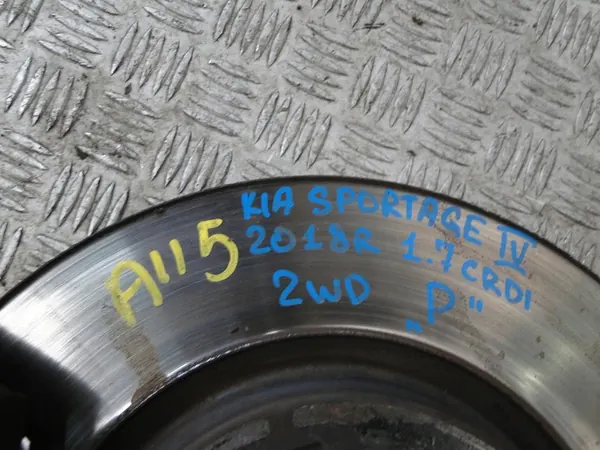 A115
KIA SPORTAGE IV
2018R 1.7 CRDI
2WD „P"